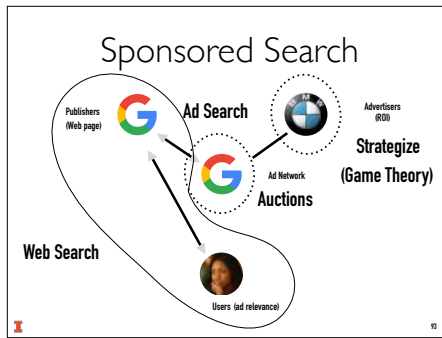 Sponsored Search
Publishers
(Web page)
Ad Search
BMW
Advertisers
(ROI)
Strategize
(Game Theory)
Ad Network
Auctions
Web Search
Users (ad relevance)
93